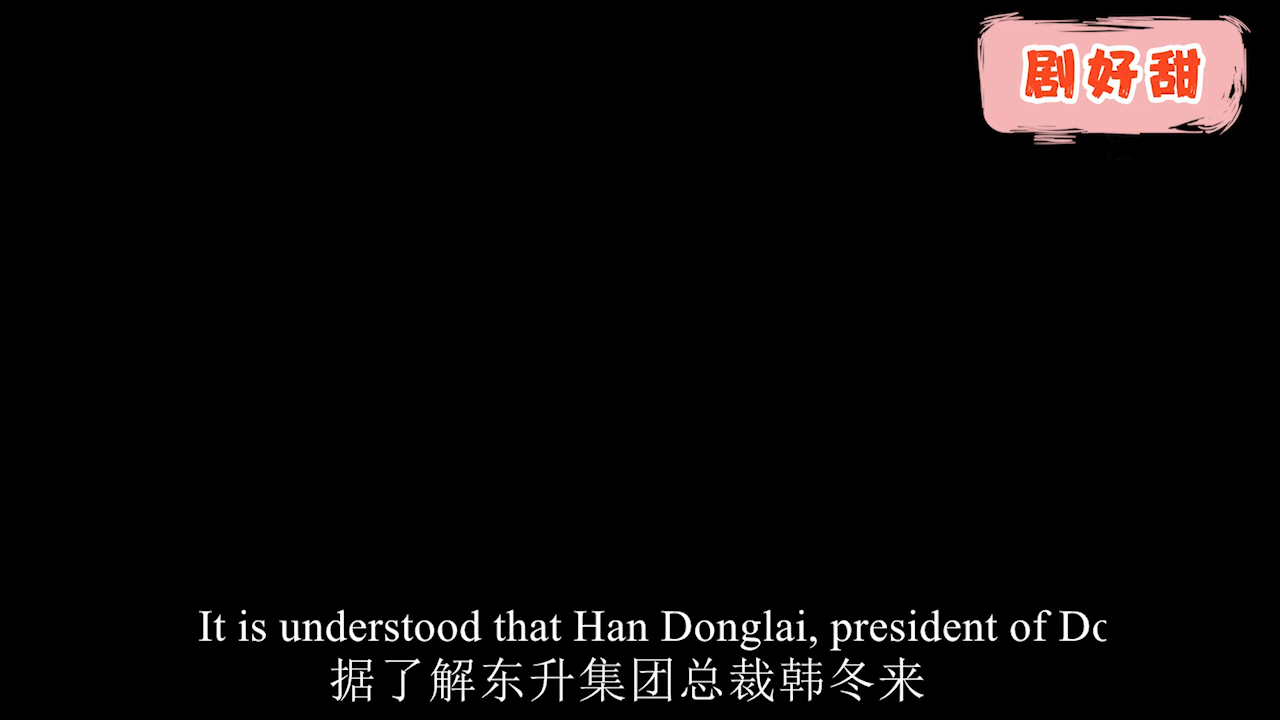 剧好甜
It is understood that Han Donglai, president of
据了解东升集团总裁韩冬来